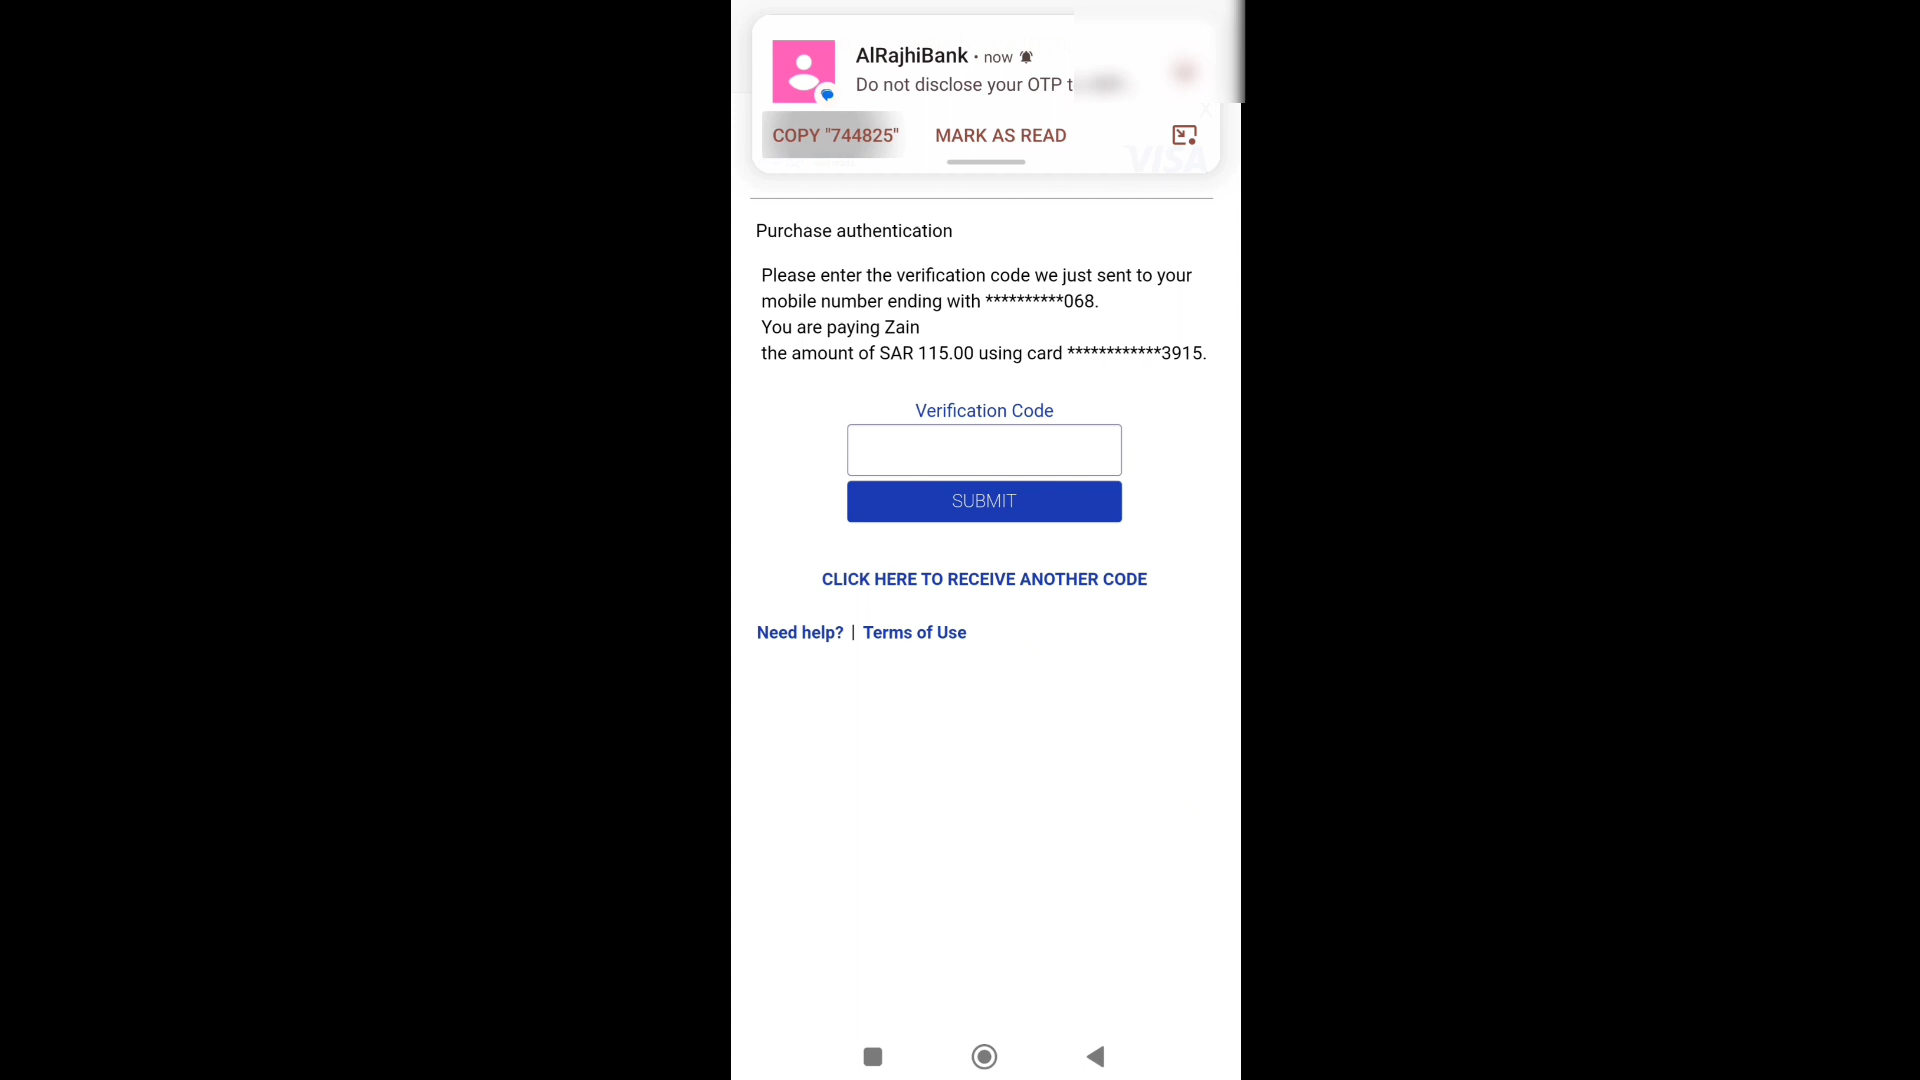 AlRajhiBank • now
Do not disclose your OTP t
COPY "744825" MARK AS READ
VISA
Purchase authentication
Please enter the verification code we just sent to your
mobile number ending with **********068.
You are paying Zain
the amount of SAR 115.00 using card ************3915.
Verification Code
SUBMIT
CLICK HERE TO RECEIVE ANOTHER CODE
Need help? | Terms of Use